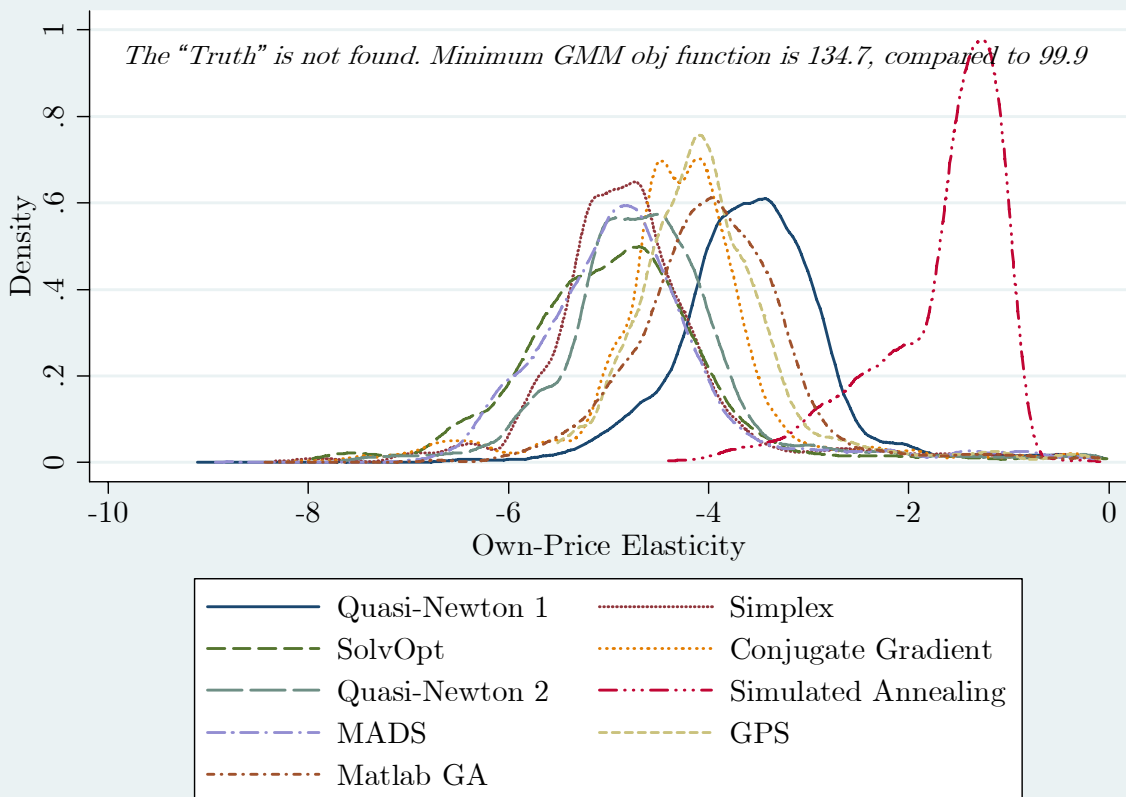 The “Truth” is not found. Minimum GMM obj function is 134.7, compared to 99.9
1
.8
.6
.4
.2
0
Density
-10 -8 -6 -4 -2 0
Own-Price Elasticity
Quasi-Newton 1 Simplex
SolvOpt Conjugate Gradient
Quasi-Newton 2 Simulated Annealing
MADS GPS
Matlab GA